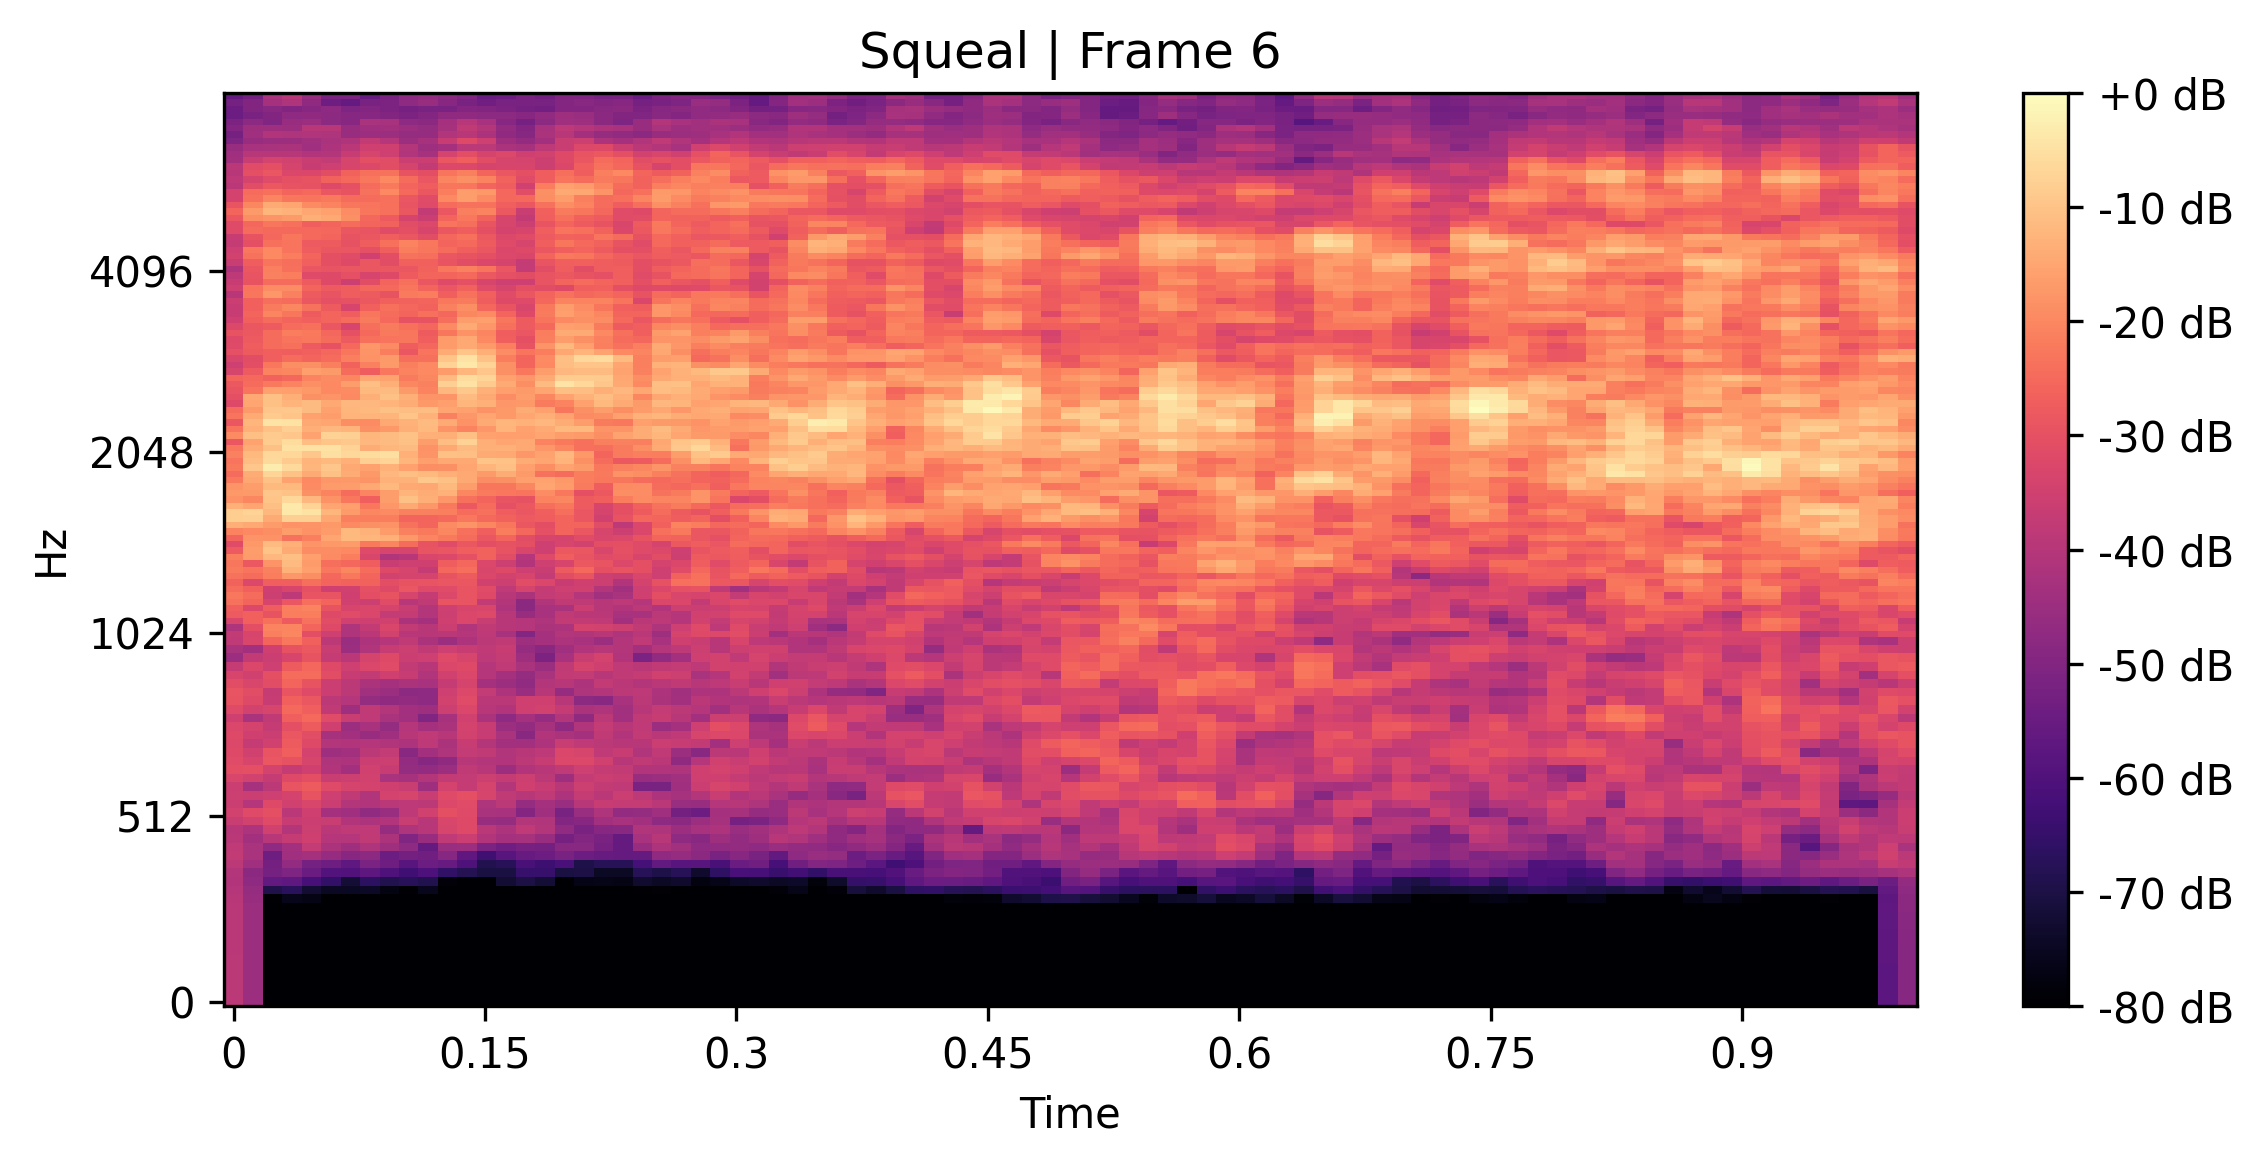 Squeal | Frame 6
+0 dB
-10 dB
-20 dB
-30 dB
-40 dB
-50 dB
-60 dB
-70 dB
-80 dB
Hz
4096
2048
1024
512
0
0 0.15 0.3 0.45 0.6 0.75 0.9
Time